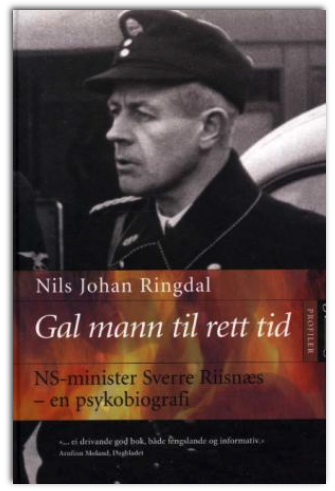 Nils Johan Ringdal
Gal mann til rett tid
PROFILER
NS-minister Sverre Riisnæs
– en psykobiografi
«... ei drivande god bok, både fengslande og informativ.»
Arnfinn Moland, Dagbladet